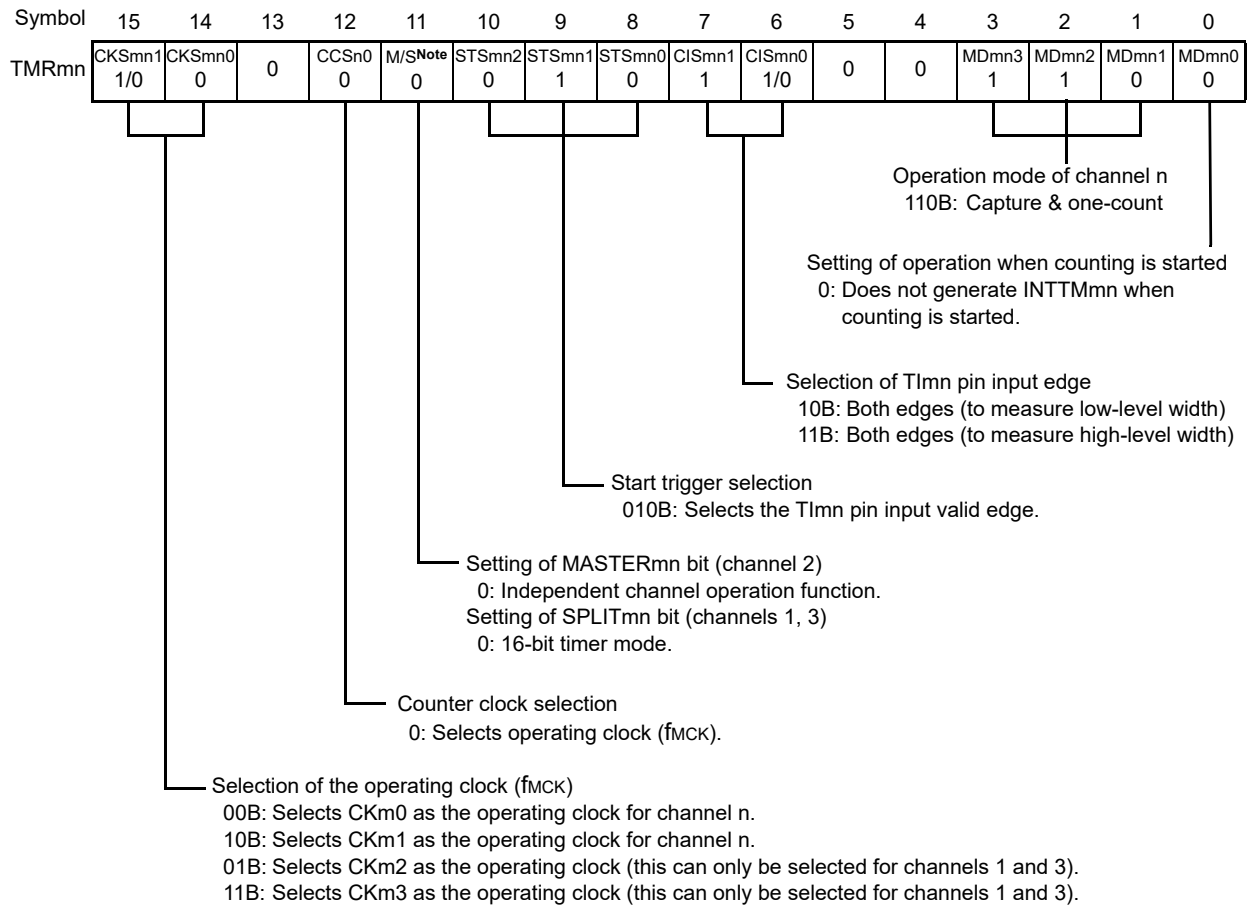 Symbol 15 14 13 12 11 10 9 8 7 6 5 4 3 2 1 0
TMRmn CKSmn1 CKSmn0 0 CCSn0 M/SNote STSmn2 STSmn1 STSmn0 CISmn1 CISmn0 0 0 MDmn3 MDmn2 MDmn1 MDmn0
1/0 0 0 0 0 1 0 1 1/0 1 1 0 0
Operation mode of channel n
110B: Capture & one-count
Setting of operation when counting is started
0: Does not generate INTTMmn when
counting is started.
Selection of TImn pin input edge
10B: Both edges (to measure low-level width)
11B: Both edges (to measure high-level width)
Start trigger selection
010B: Selects the TImn pin input valid edge.
Setting of MASTERmn bit (channel 2)
0: Independent channel operation function.
Setting of SPLITmn bit (channels 1, 3)
0: 16-bit timer mode.
Counter clock selection
0: Selects operating clock (fMCK).
Selection of the operating clock (fMCK)
00B: Selects CKm0 as the operating clock for channel n.
10B: Selects CKm1 as the operating clock for channel n.
01B: Selects CKm2 as the operating clock (this can only be selected for channels 1 and 3).
11B: Selects CKm3 as the operating clock (this can only be selected for channels 1 and 3).